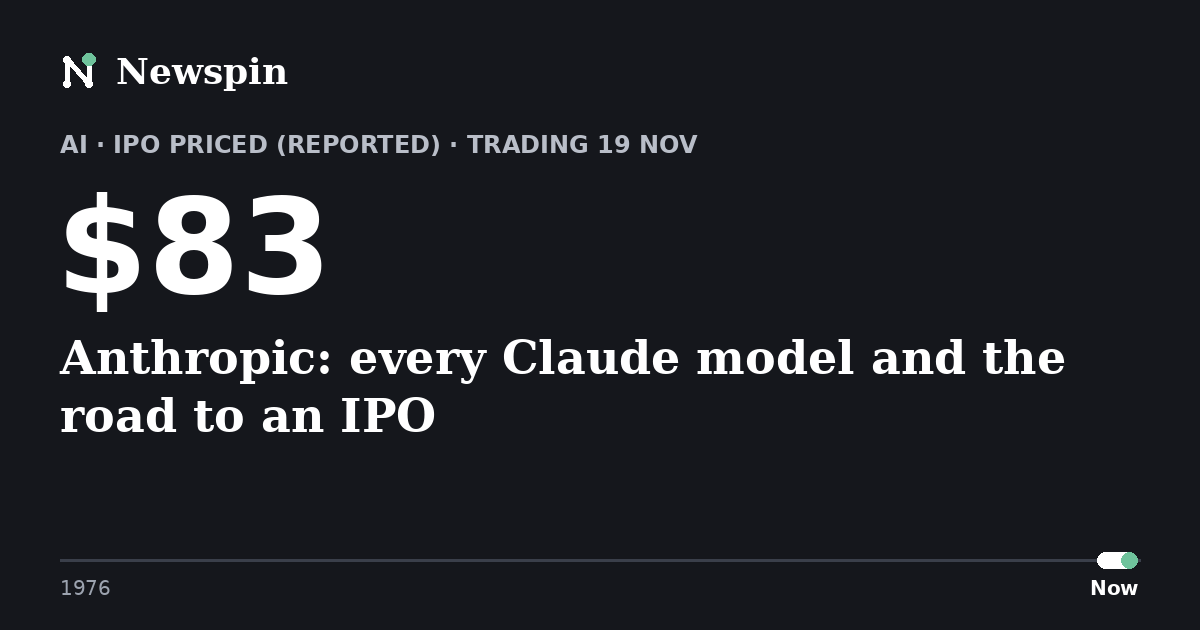 Newspin
AI · IPO PRICED (REPORTED) · TRADING 19 NOV
$83
Anthropic: every Claude model and the
road to an IPO
1976
Now